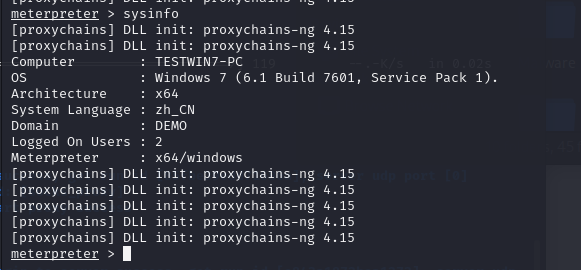 [proxychains] DLL init: proxychains-ng 4.15
meterpreter > sysinfo
[proxychains] DLL init: proxychains-ng 4.15
[proxychains] DLL init: proxychains-ng 4.15
Computer        : TESTWIN7-PC
OS              : Windows 7 (6.1 Build 7601, Service Pack 1).
Architecture    : x64
System Language : zh_CN
Domain          : DEMO
Logged On Users : 2
Meterpreter     : x64/windows
[proxychains] DLL init: proxychains-ng 4.15
[proxychains] DLL init: proxychains-ng 4.15
[proxychains] DLL init: proxychains-ng 4.15
[proxychains] DLL init: proxychains-ng 4.15
[proxychains] DLL init: proxychains-ng 4.15
meterpreter >